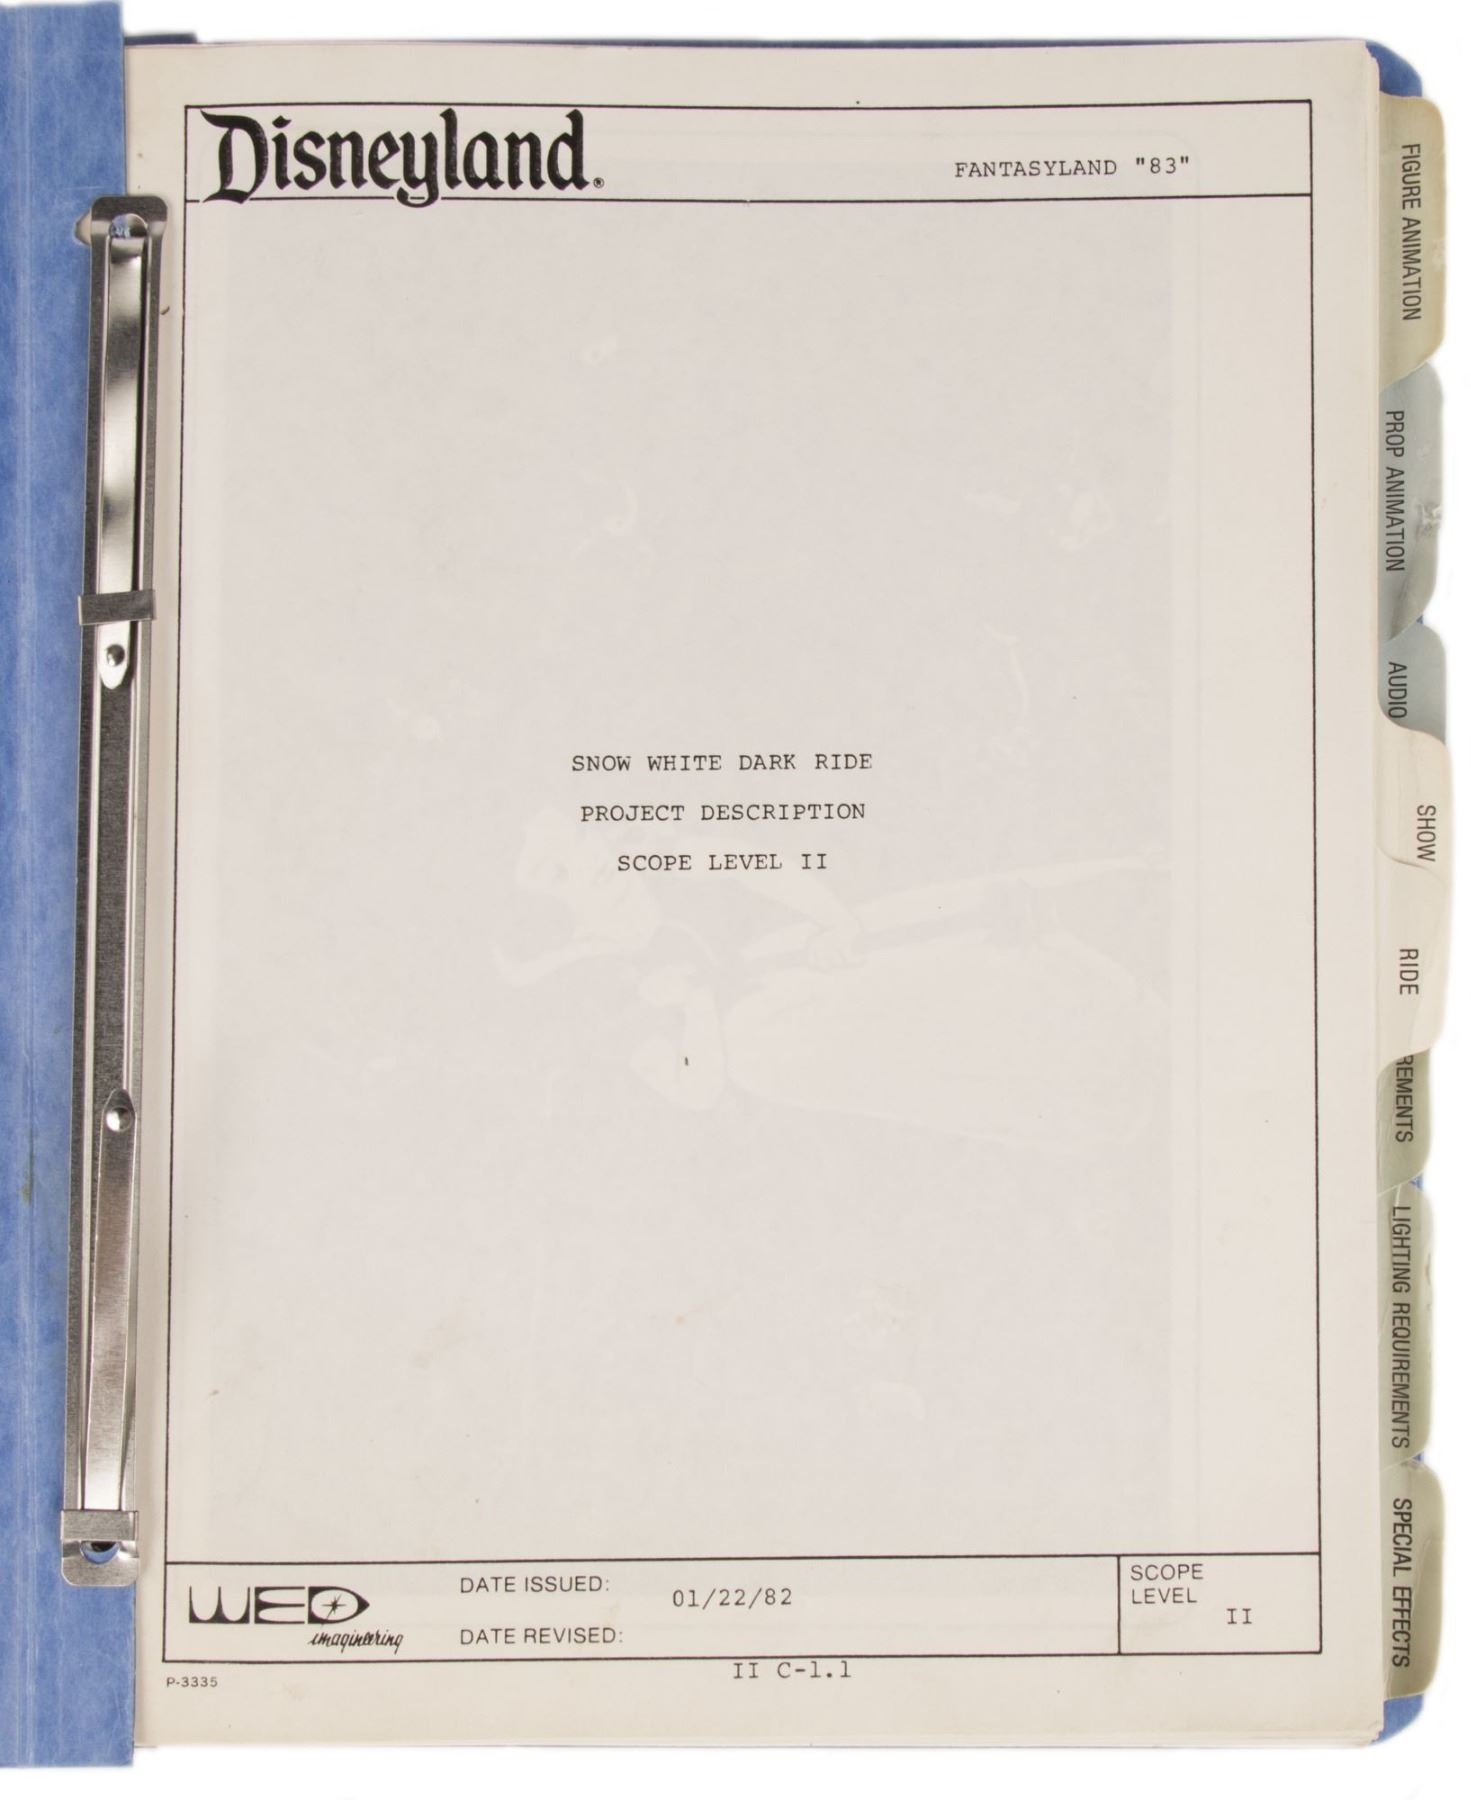 Disneyland®
FANTASYLAND "83"
SNOW WHITE DARK RIDE
PROJECT DESCRIPTION
SCOPE LEVEL II
WED
imagineering
DATE ISSUED:
01/22/82
DATE REVISED:
SCOPE
LEVEL
II
II C-1.1
P-3335
FIGURE ANIMATION
PROP ANIMATION
AUDIO
SHOW
RIDE
REMENTS
LIGHTING REQUIREMENTS
SPECIAL EFFECTS